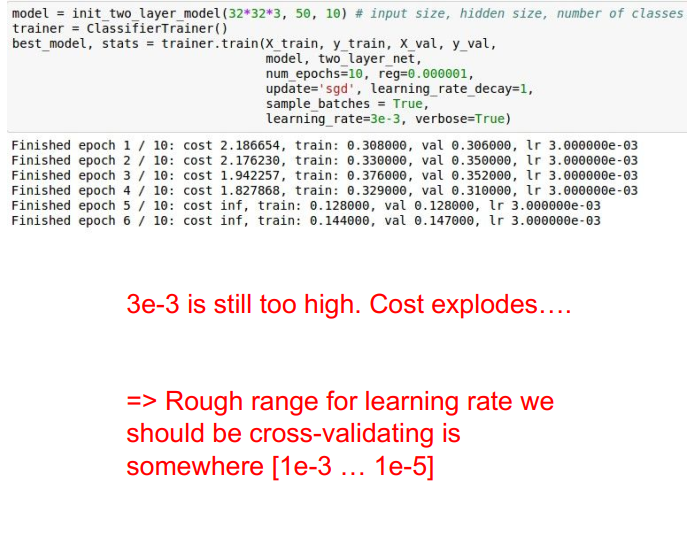 model = init_two_layer_model(32*32*3, 50, 10) # input size, hidden size, number of classes
trainer = ClassifierTrainer()
best_model, stats = trainer.train(X_train, y_train, X_val, y_val,
model, two_layer_net,
num_epochs=10, reg=0.000001,
update='sgd', learning_rate_decay=1,
sample_batches = True,
learning_rate=3e-3, verbose=True)
Finished epoch 1 / 10: cost 2.186654, train: 0.308000, val 0.306000, lr 3.000000e-03
Finished epoch 2 / 10: cost 2.176230, train: 0.330000, val 0.350000, lr 3.000000e-03
Finished epoch 3 / 10: cost 1.942257, train: 0.376000, val 0.352000, lr 3.000000e-03
Finished epoch 4 / 10: cost 1.827868, train: 0.329000, val 0.310000, lr 3.000000e-03
Finished epoch 5 / 10: cost inf, train: 0.128000, val 0.128000, lr 3.000000e-03
Finished epoch 6 / 10: cost inf, train: 0.144000, val 0.147000, lr 3.000000e-03
3e-3 is still too high. Cost explodes….
=> Rough range for learning rate we
should be cross-validating is
somewhere [1e-3 … 1e-5]